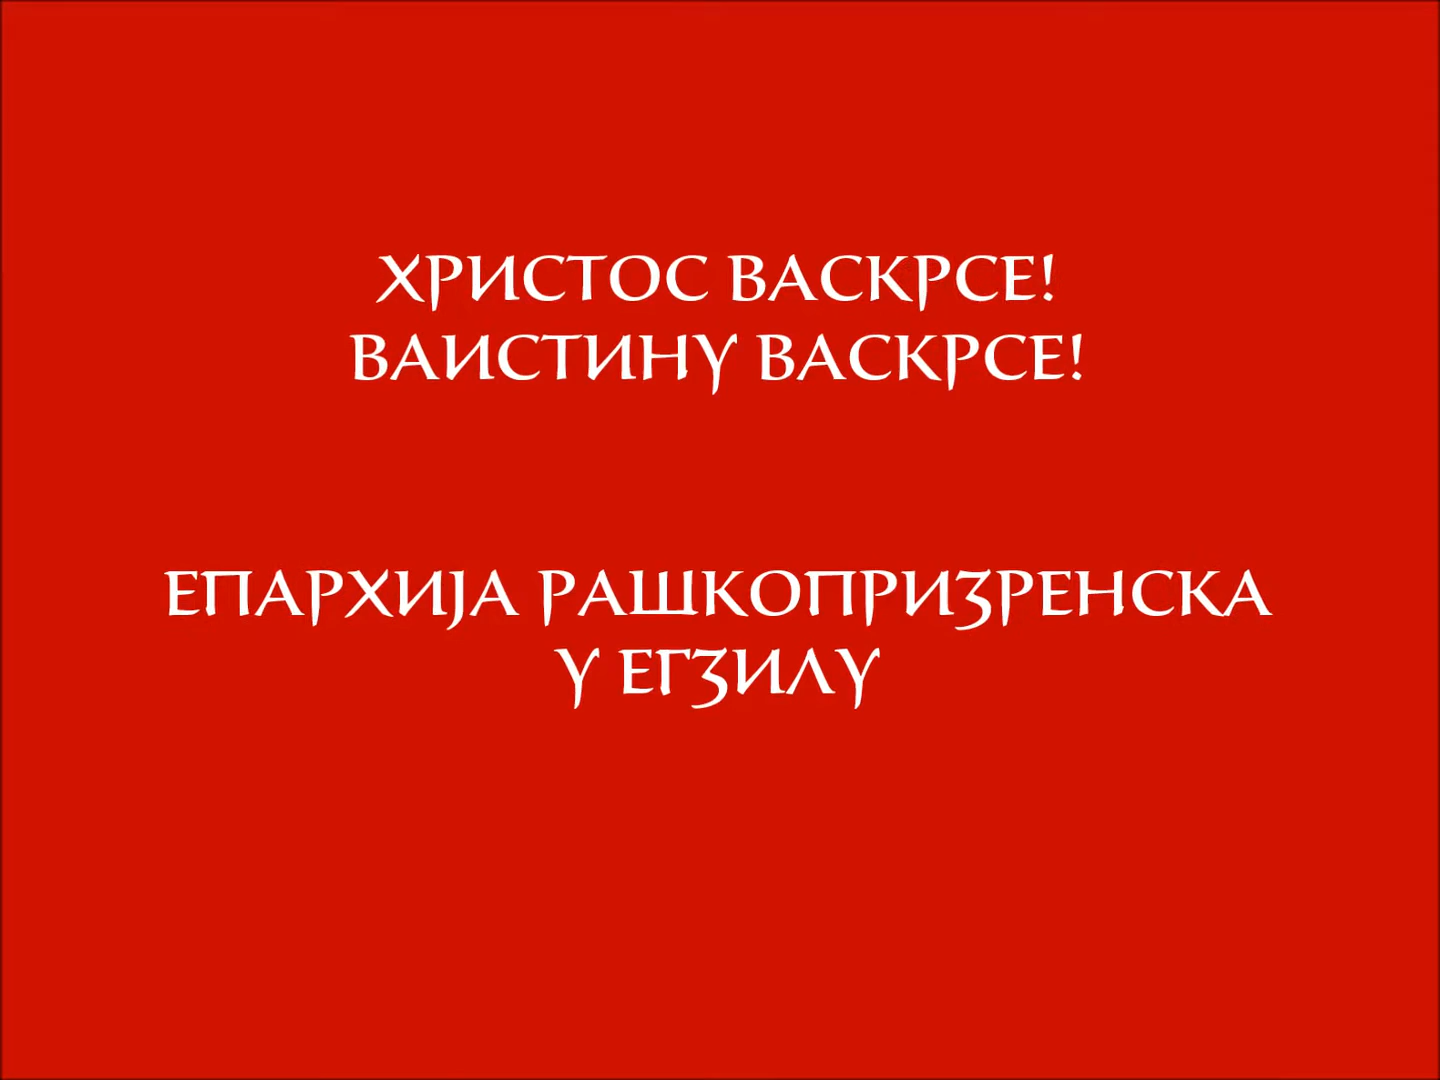 ХРИСТОС ВАСКРСЕ!
ВАИСТИНУ ВАСКРСЕ!
ЕПАРХИЈА РАШКОПРИЗРЕНСКА
У ЕГЗИЛУ